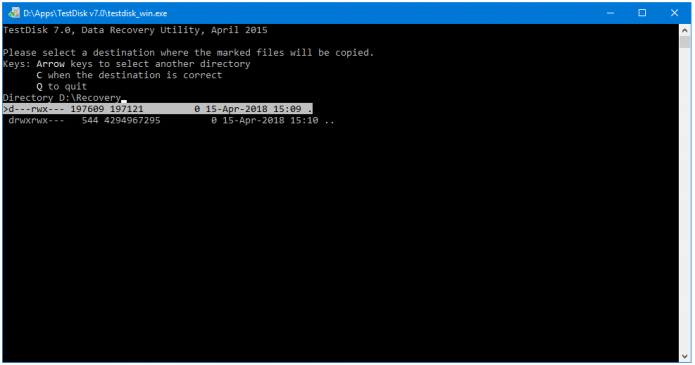 D:\Apps\TestDisk v7.0\testdisk_win.exe
TestDisk 7.0, Data Recovery Utility, April 2015
Please select a destination where the marked files will be copied.
Keys: Arrow keys to select another directory
C when the destination is correct
Q to quit
Directory D:\Recovery_
>d---rwx--- 197609 197121 0 15-Apr-2018 15:09 .
drwxrwx--- 544 4294967295 0 15-Apr-2018 15:10 ..